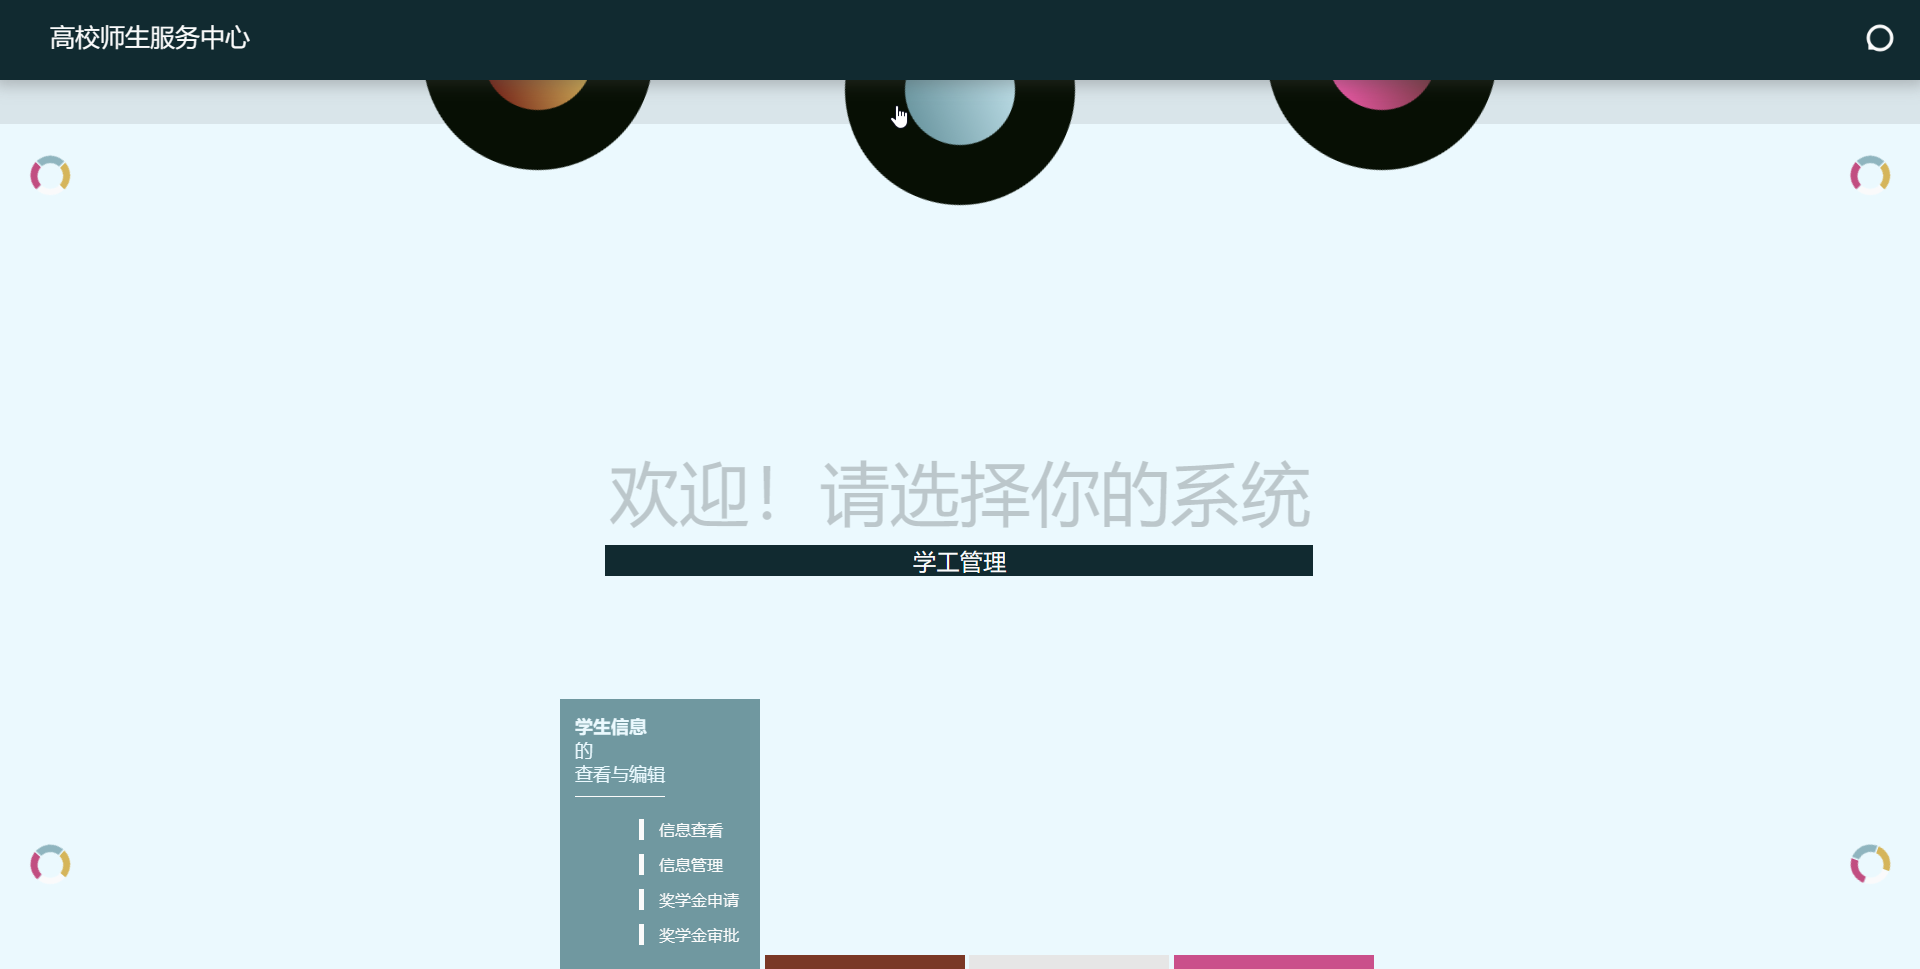 高校师生服务中心
欢迎！请选择你的系统
学工管理
学生信息
的
查看与编辑
信息查看
信息管理
奖学金申请
奖学金审批